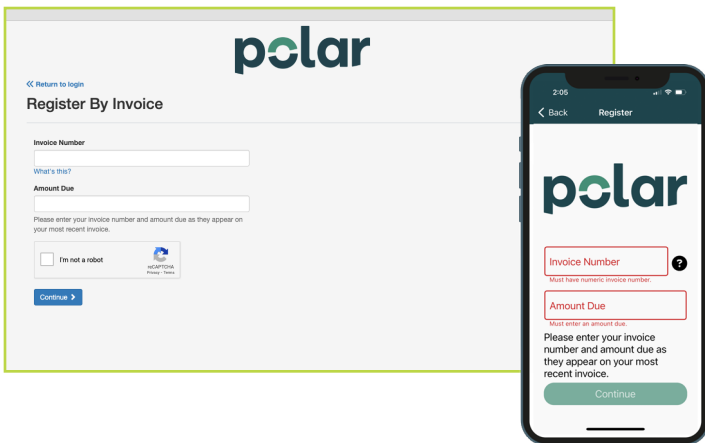 polar
« Return to login
Register By Invoice
Invoice Number
What's this?
Amount Due
Please enter your invoice number and amount due as they appear on
your most recent invoice.
I'm not a robot
reCAPTCHA
Privacy - Terms
Continue
2:05
Back Register
polar
Invoice Number
?
Must have numeric invoice number.
Amount Due
Must enter an amount due.
Please enter your invoice
number and amount due as
they appear on your most
recent invoice.
Continue